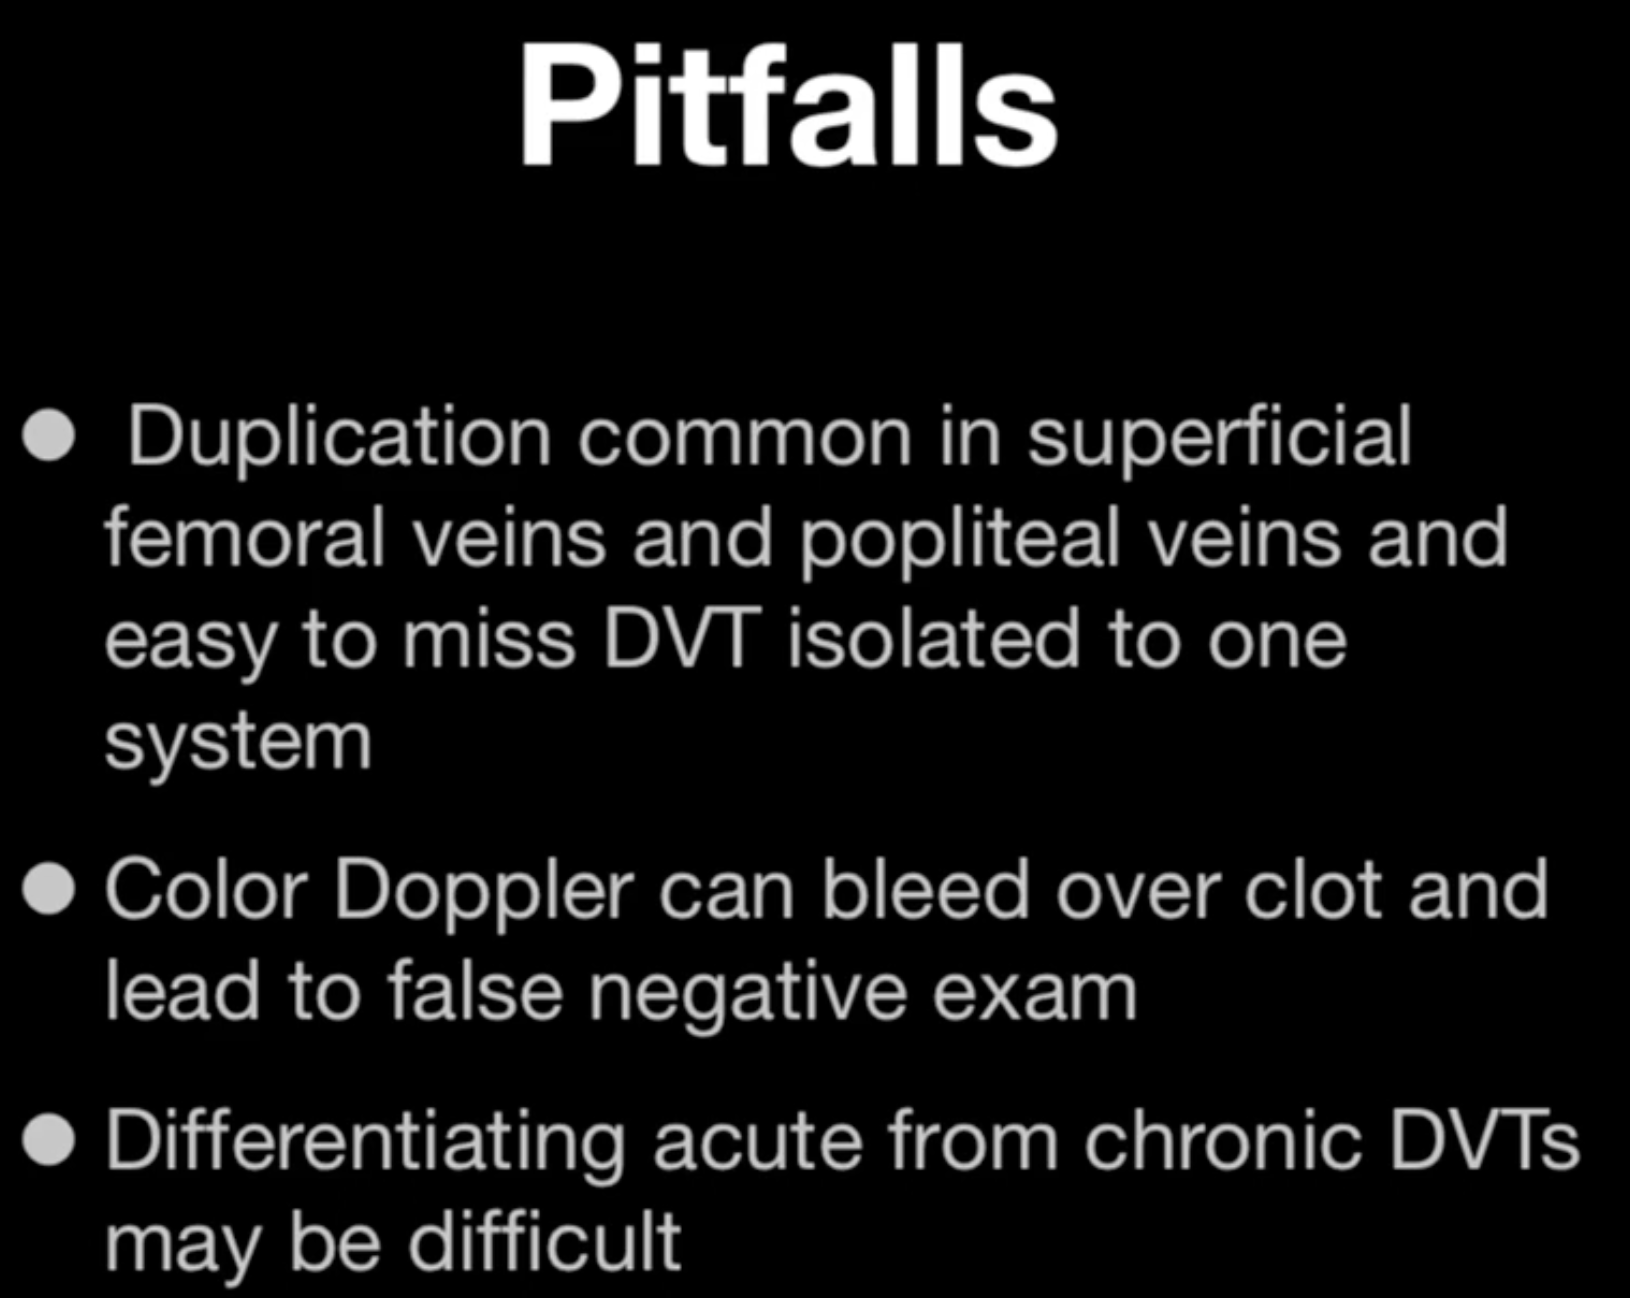 Pitfalls
● Duplication common in superficial
femoral veins and popliteal veins and
easy to miss DVT isolated to one
system
● Color Doppler can bleed over clot and
lead to false negative exam
● Differentiating acute from chronic DVTs
may be difficult